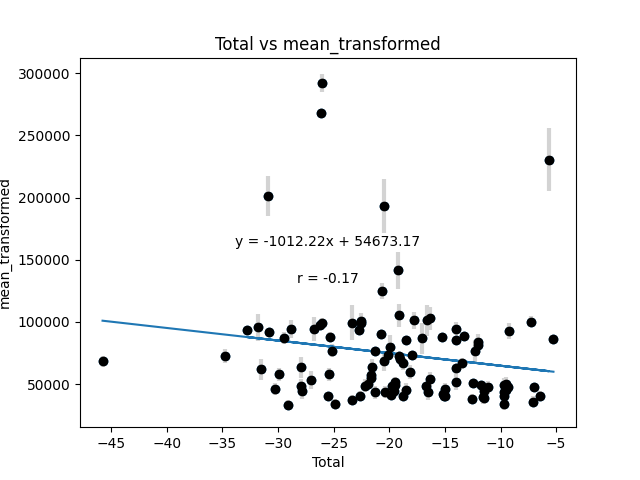 Total vs mean_transformed
300000
250000
200000
150000
100000
50000
mean_transformed
y = -1012.22x + 54673.17
r = -0.17
−45 −40 −35 −30 −25 −20 −15 −10 −5
Total